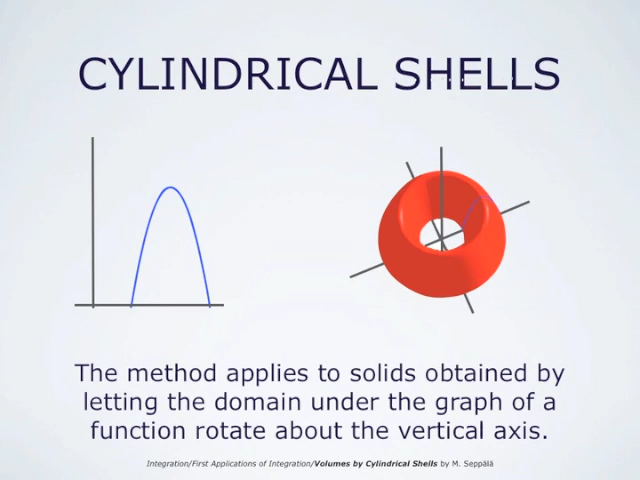 CYLINDRICAL SHELLS
The method applies to solids obtained by
letting the domain under the graph of a
function rotate about the vertical axis.
Integration/First Applications of Integration/Volumes by Cylindrical Shells by M. Seppälä